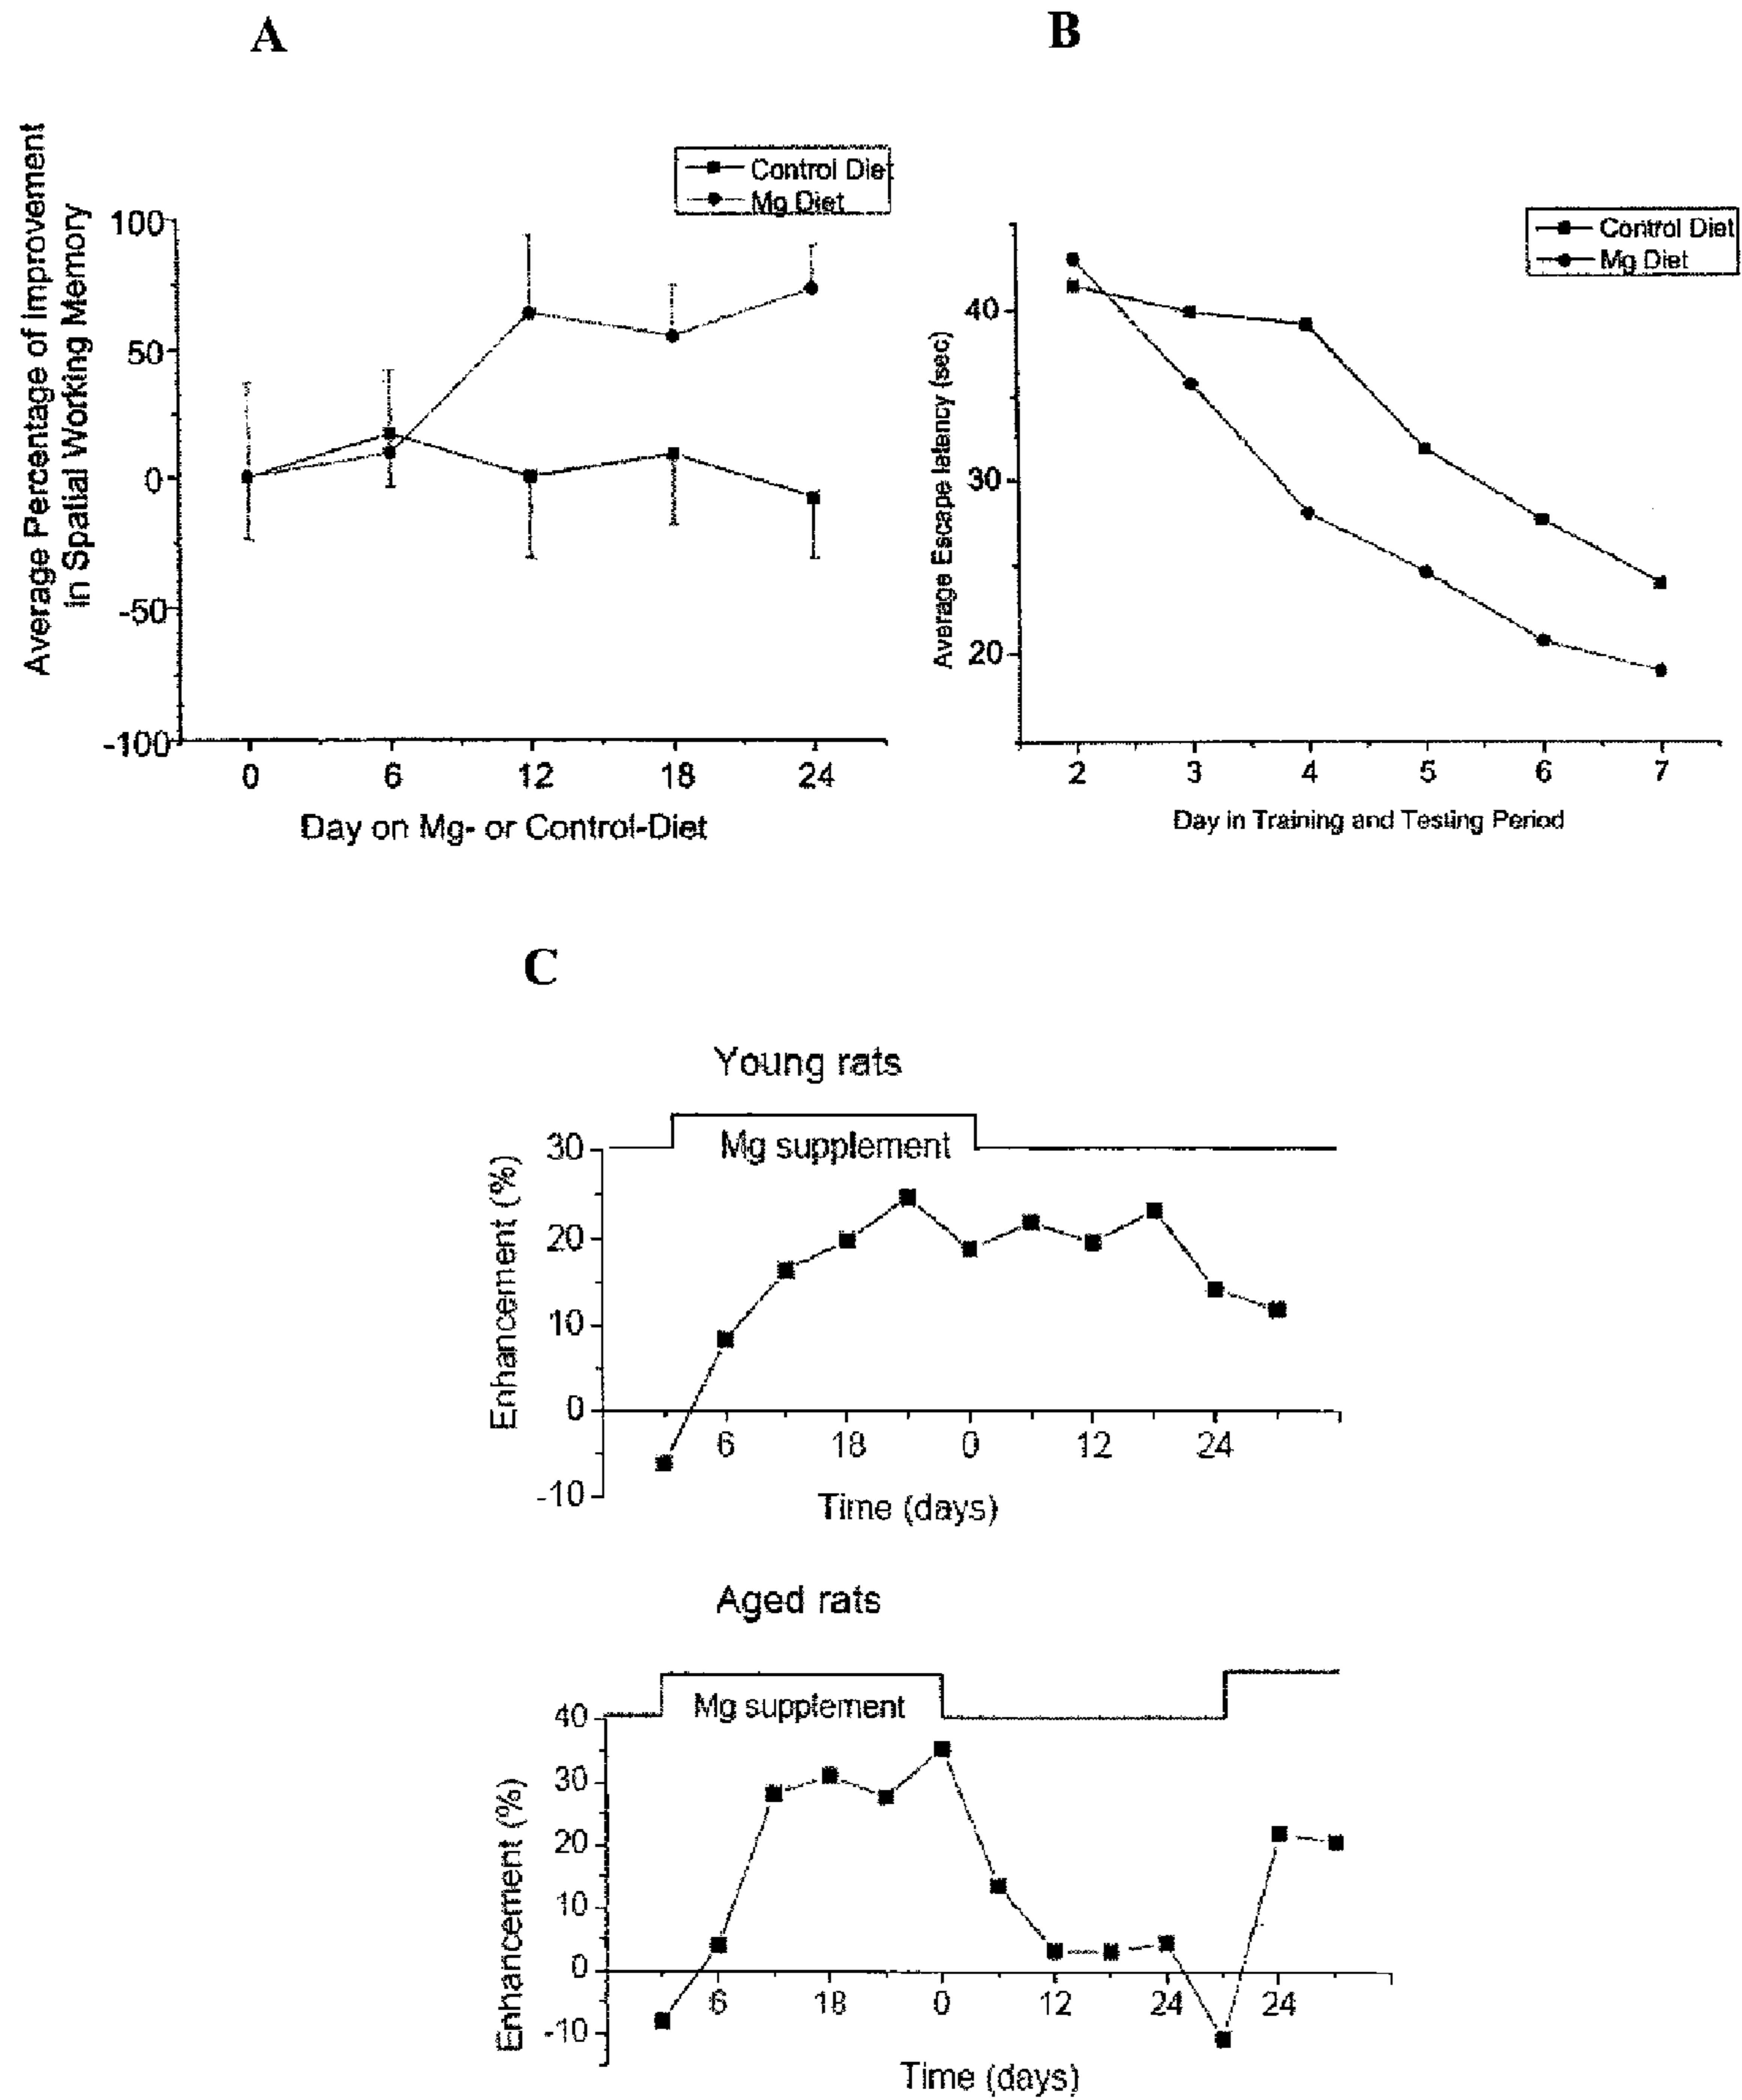 A
B
Average Percentage of Improvement
in Spatial Working Memory
100
50
0
-50
-100
Control Diet
Mg Diet
0 6 12 18 24
Day on Mg- or Control-Diet
Average Escape latency (sec)
40
30
20
Control Diet
Mg Diet
2 3 4 5 6 7
Day in Training and Testing Period
C
Young rats
Mg supplement
Enhancement (%)
30
20
10
0
-10
6 18 0 12 24
Time (days)
Aged rats
Mg supplement
Enhancement (%)
40
30
20
10
0
-10
6 18 0 12 24 24
Time (days)